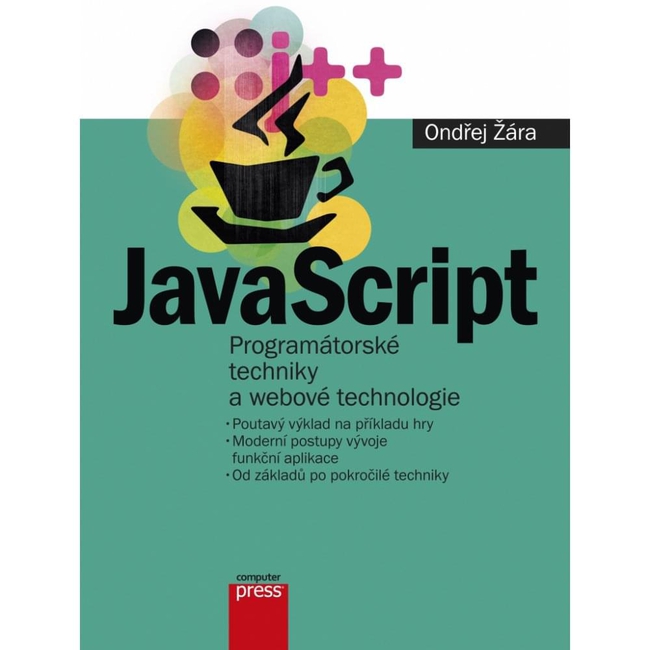 ::i++
Ondřej Žára
JavaScript
Programátorské
techniky
a webové technologie
• Poutavý výklad na příkladu hry
• Moderní postupy vývoje
funkční aplikace
• Od základů po pokročilé techniky
computer
press®